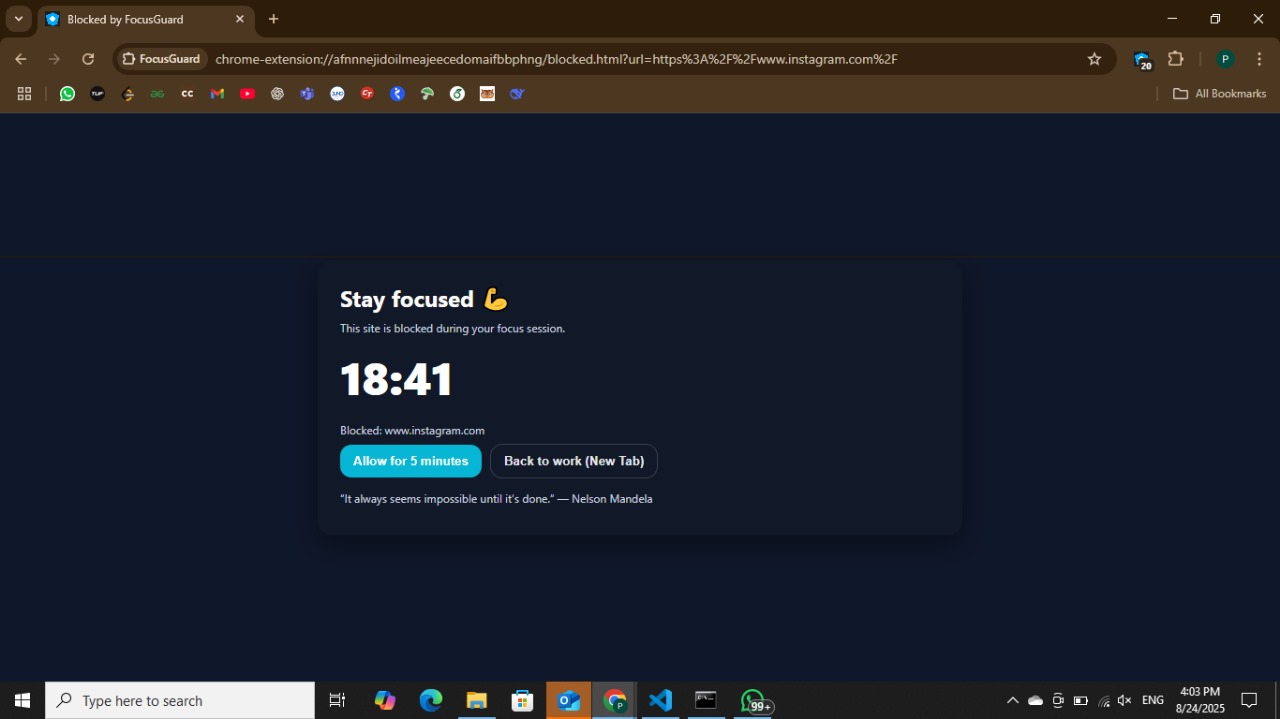 Blocked by FocusGuard
FocusGuard
chrome-extension://afnnnejidoilmeajeecedomaifbbphng/blocked.html?url=https%3A%2F%2Fwww.instagram.com%2F
20
P
TUF
CC
CT
All Bookmarks
Stay focused 💪
This site is blocked during your focus session.
18:41
Blocked: www.instagram.com
Allow for 5 minutes
Back to work (New Tab)
“It always seems impossible until it’s done.” — Nelson Mandela
Type here to search
P
99+
ENG
4:03 PM
8/24/2025